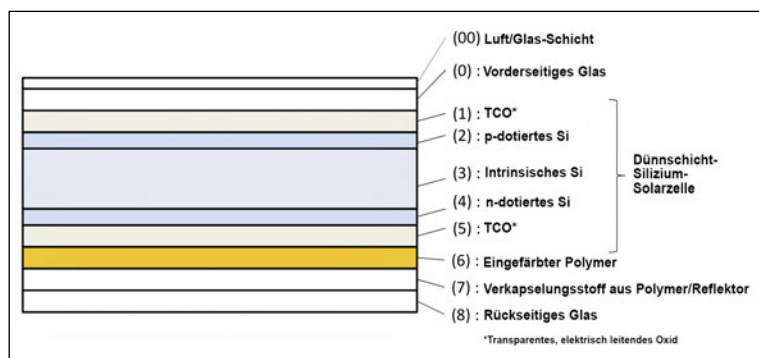 (00) Luft/Glas-Schicht
(0) : Vorderseitiges Glas
(1) : TCO*
(2) : p-dotiertes Si
(3) : Intrinsisches Si
(4) : n-dotiertes Si
(5) : TCO*
(6) : Eingefärbter Polymer
(7) : Verkapselungsstoff aus Polymer/Reflektor
(8) : Rückseitiges Glas
Dünnschicht-
Silizium-
Solarzelle
*Transparentes, elektrisch leitendes Oxid